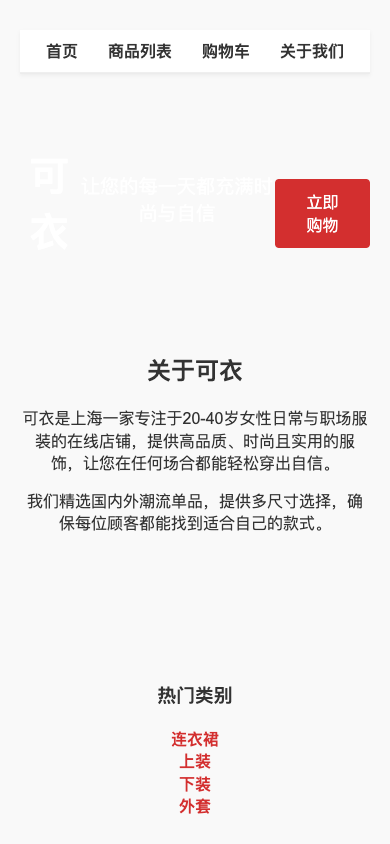 首页 商品列表 购物车 关于我们
可
衣
让您的每一天都充满时
尚与自信
立即
购物
关于可衣
可衣是上海一家专注于20-40岁女性日常与职场服
装的在线店铺，提供高品质、时尚且实用的服
饰，让您在任何场合都能轻松穿出自信。
我们精选国内外潮流单品，提供多尺寸选择，确
保每位顾客都能找到适合自己的款式。
热门类别
连衣裙
上装
下装
外套